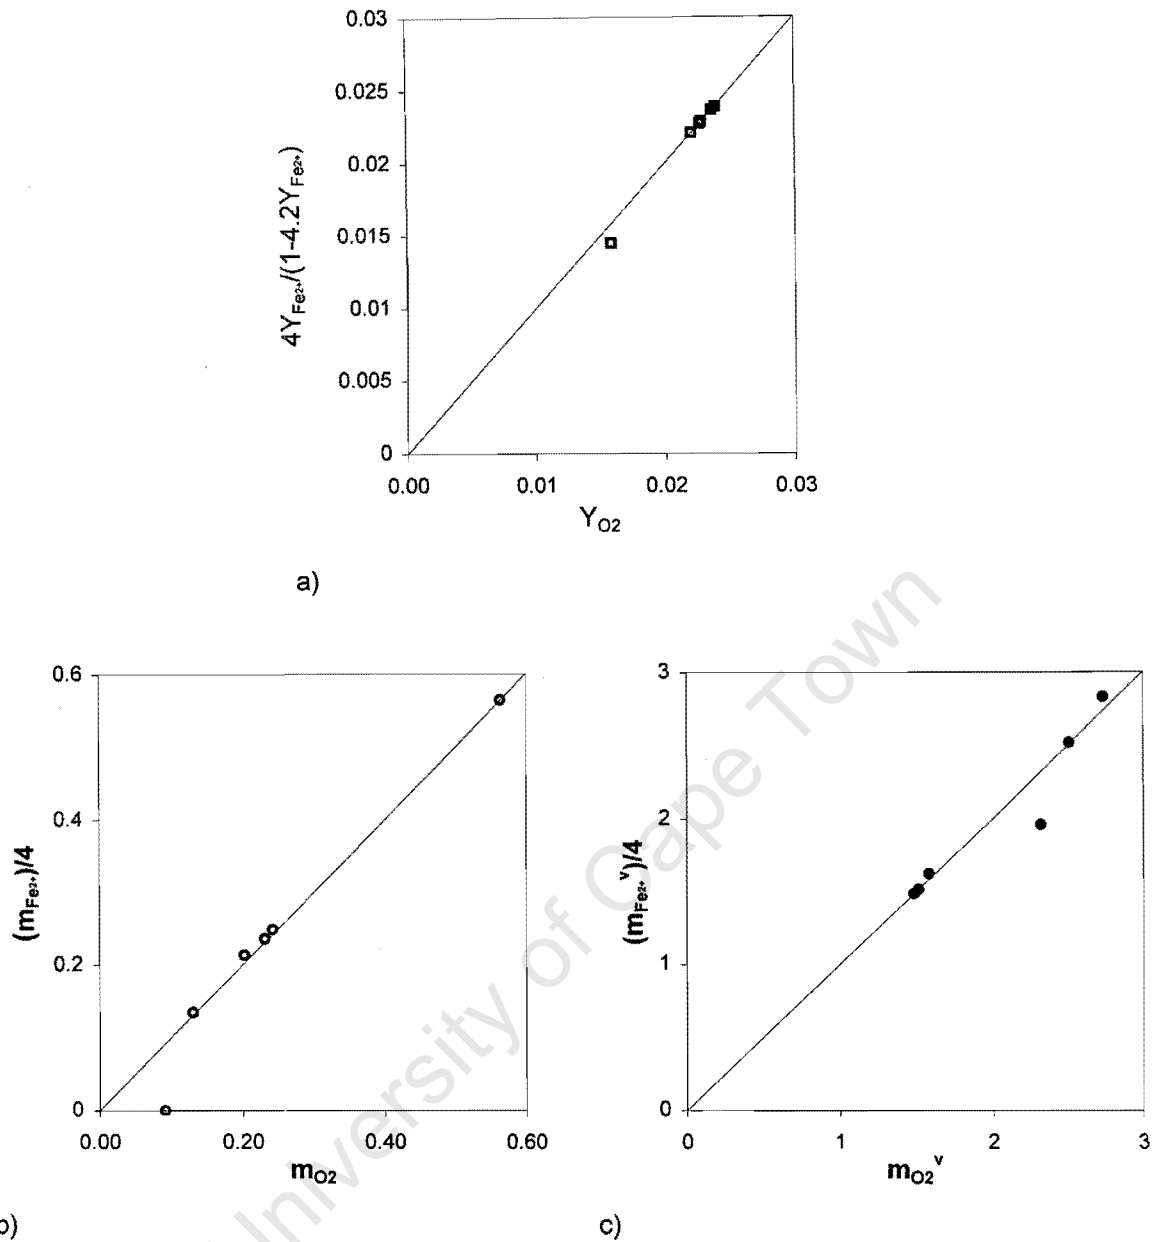 0.03
0.025
0.02
0.015
0.01
0.005
0
4Y_Fe²⁺/(1-4.2Y_Fe²⁺)
0.00 0.01 0.02 0.03
Y_O2
a)
0.6
0.4
0.2
0
(m_Fe²⁺)/4
0.00 0.20 0.40 0.60
m_O2
3
2
1
0
(m_Fe²⁺ᵛ)/4
0 1 2 3
m_O2ᵛ
c)
University of Cape Town